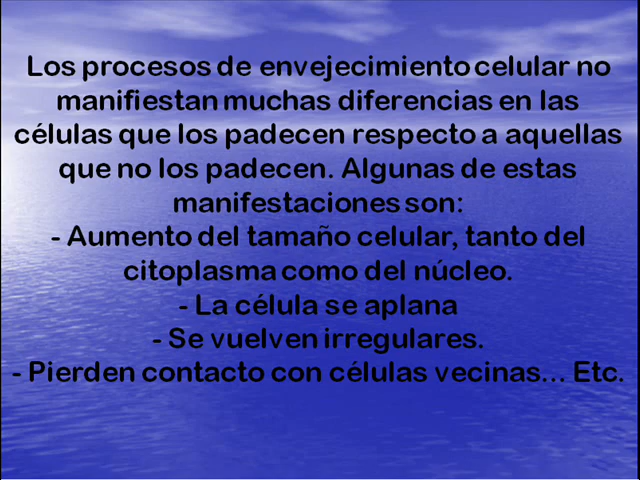 Los procesos de envejecimiento celular no
manifiestan muchas diferencias en las
células que los padecen respecto a aquellas
que no los padecen. Algunas de estas
manifestaciones son:
- Aumento del tamaño celular, tanto del
citoplasma como del núcleo.
- La célula se aplana
- Se vuelven irregulares.
- Pierden contacto con células vecinas... Etc.